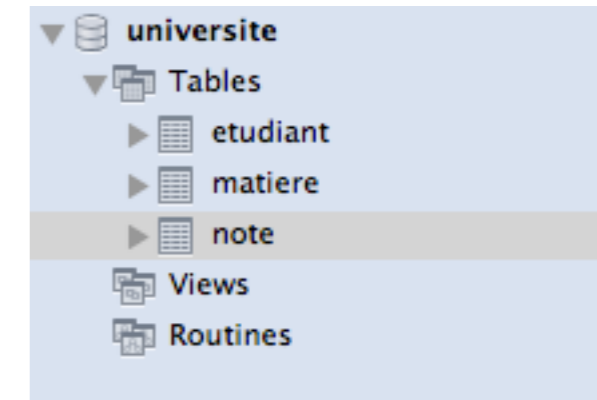 universite
Tables
etudiant
matiere
note
Views
Routines